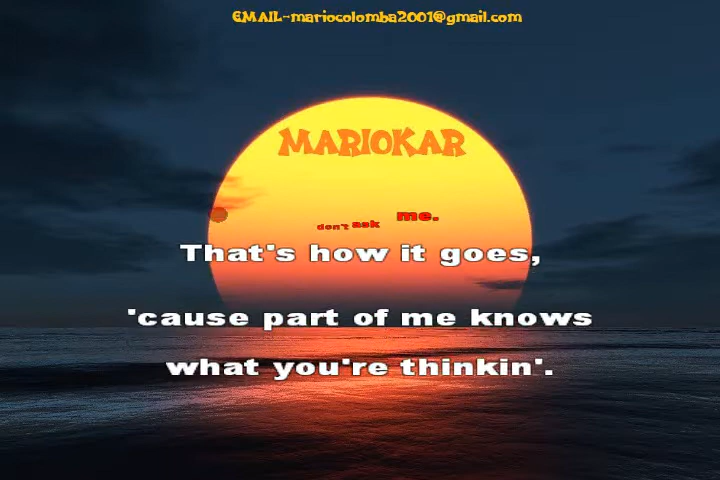 EMAIL-mariocolomba2001@gmail.com
MARIOKAR
don't ask me.
That's how it goes,
'cause part of me knows
what you're thinkin'.